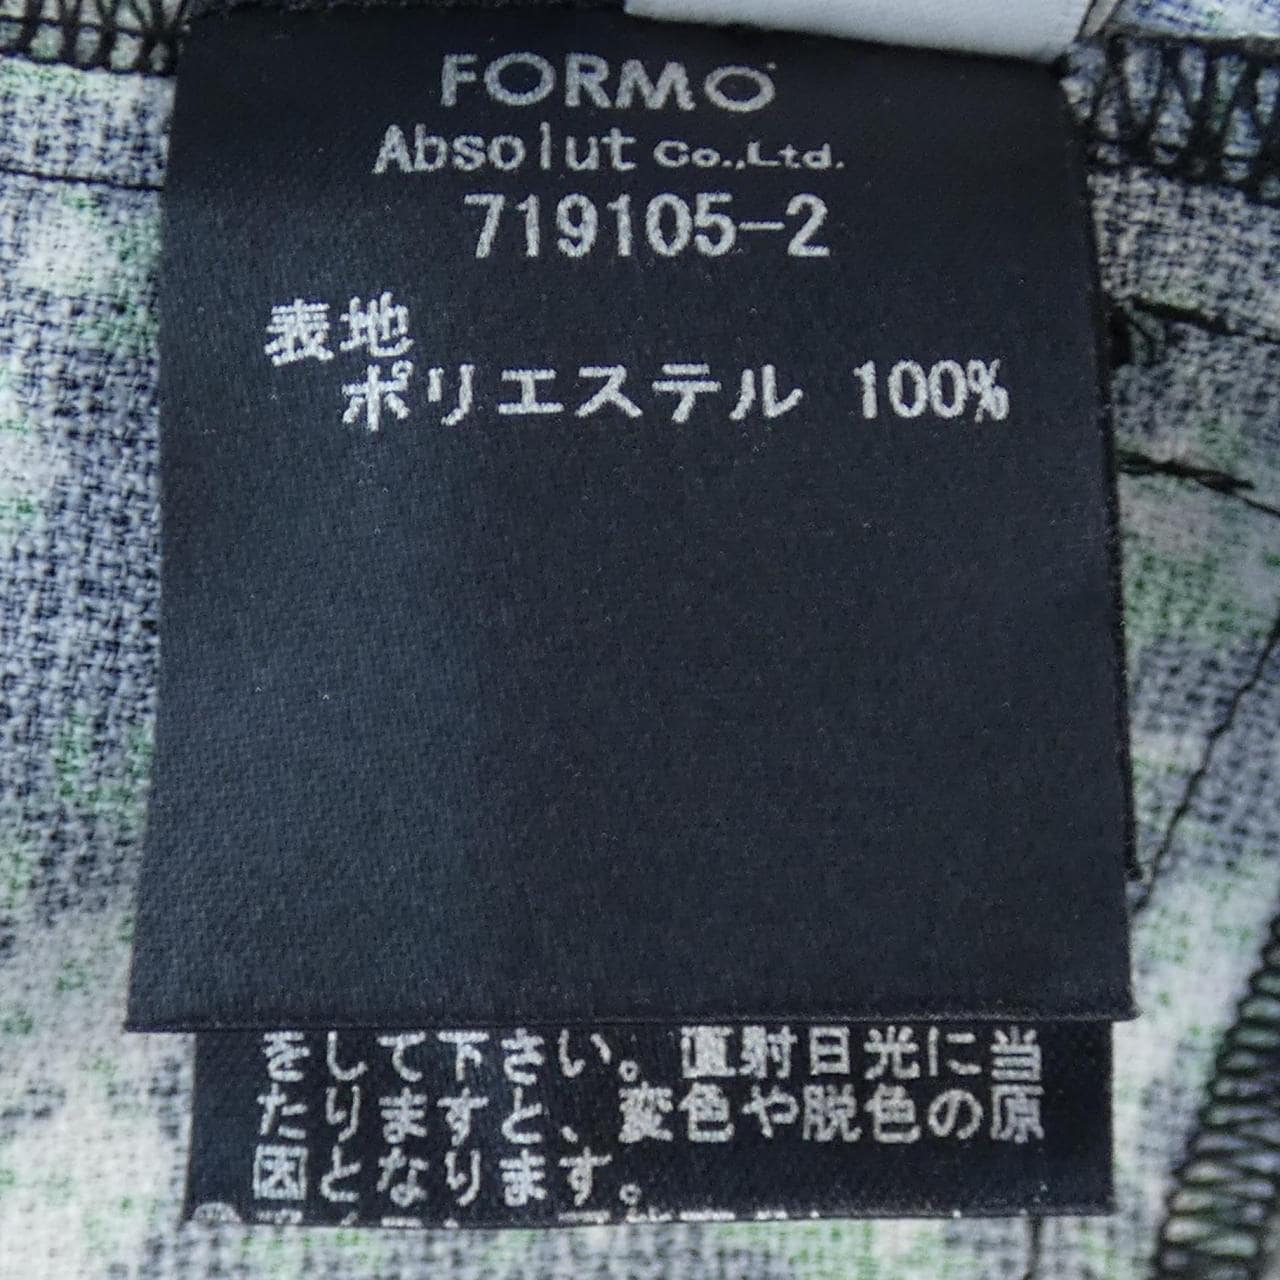 FORMO
Absolut Co.,Ltd.
719105-2
表地
ポリエステル 100%
をして下さい。直射日光に当
たりますと、変色や脱色の原
因となります。